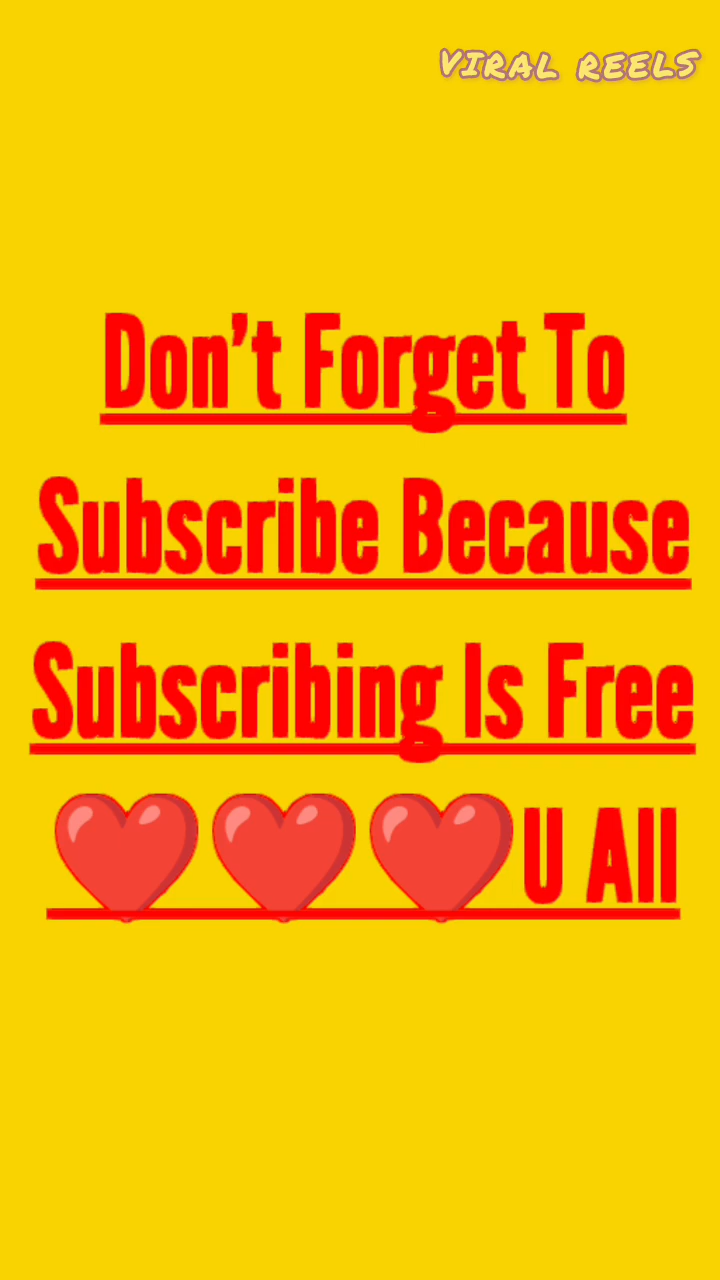 VIRAL REELS
Don't Forget To
Subscribe Because
Subscribing Is Free
❤️❤️❤️U All